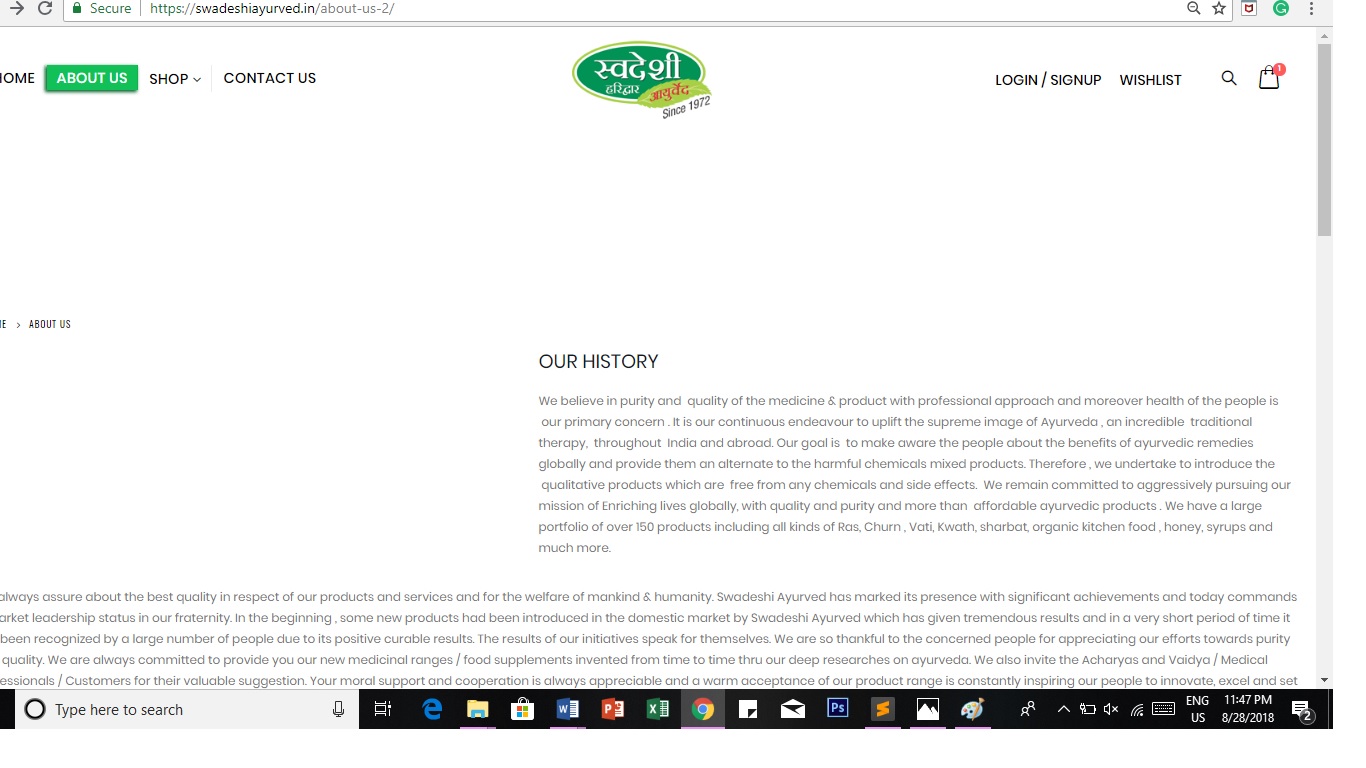 Secure
https://swadeshiayurved.in/about-us-2/
ABOUT US
SHOP
CONTACT US
स्वदेशी
हरिद्वार
आयुर्वेद
Since 1972
LOGIN / SIGNUP
WISHLIST
1
ABOUT US
OUR HISTORY
We believe in purity and quality of the medicine & product with professional approach and moreover health of the people is
our primary concern . It is our continuous endeavour to uplift the supreme image of Ayurveda , an incredible traditional
therapy, throughout India and abroad. Our goal is to make aware the people about the benefits of ayurvedic remedies
globally and provide them an alternate to the harmful chemicals mixed products. Therefore , we undertake to introduce the
qualitative products which are free from any chemicals and side effects. We remain committed to aggressively pursuing our
mission of Enriching lives globally, with quality and purity and more than affordable ayurvedic products . We have a large
portfolio of over 150 products including all kinds of Ras, Churn , Vati, Kwath, sharbat, organic kitchen food , honey, syrups and
much more.
always assure about the best quality in respect of our products and services and for the welfare of mankind & humanity. Swadeshi Ayurved has marked its presence with significant achievements and today commands
arket leadership status in our fraternity. In the beginning , some new products had been introduced in the domestic market by Swadeshi Ayurved which has given tremendous results and in a very short period of time it
been recognized by a large number of people due to its positive curable results. The results of our initiatives speak for themselves. We are so thankful to the concerned people for appreciating our efforts towards purity
quality. We are always committed to provide you our new medicinal ranges / food supplements invented from time to time thru our deep researches on ayurveda. We also invite the Acharyas and Vaidya / Medical
essionals / Customers for their valuable suggestion. Your moral support and cooperation is always appreciable and a warm acceptance of our product range is constantly inspiring our people to innovate, excel and set
Type here to search
Ps
ENG
US
11:47 PM
8/28/2018
2